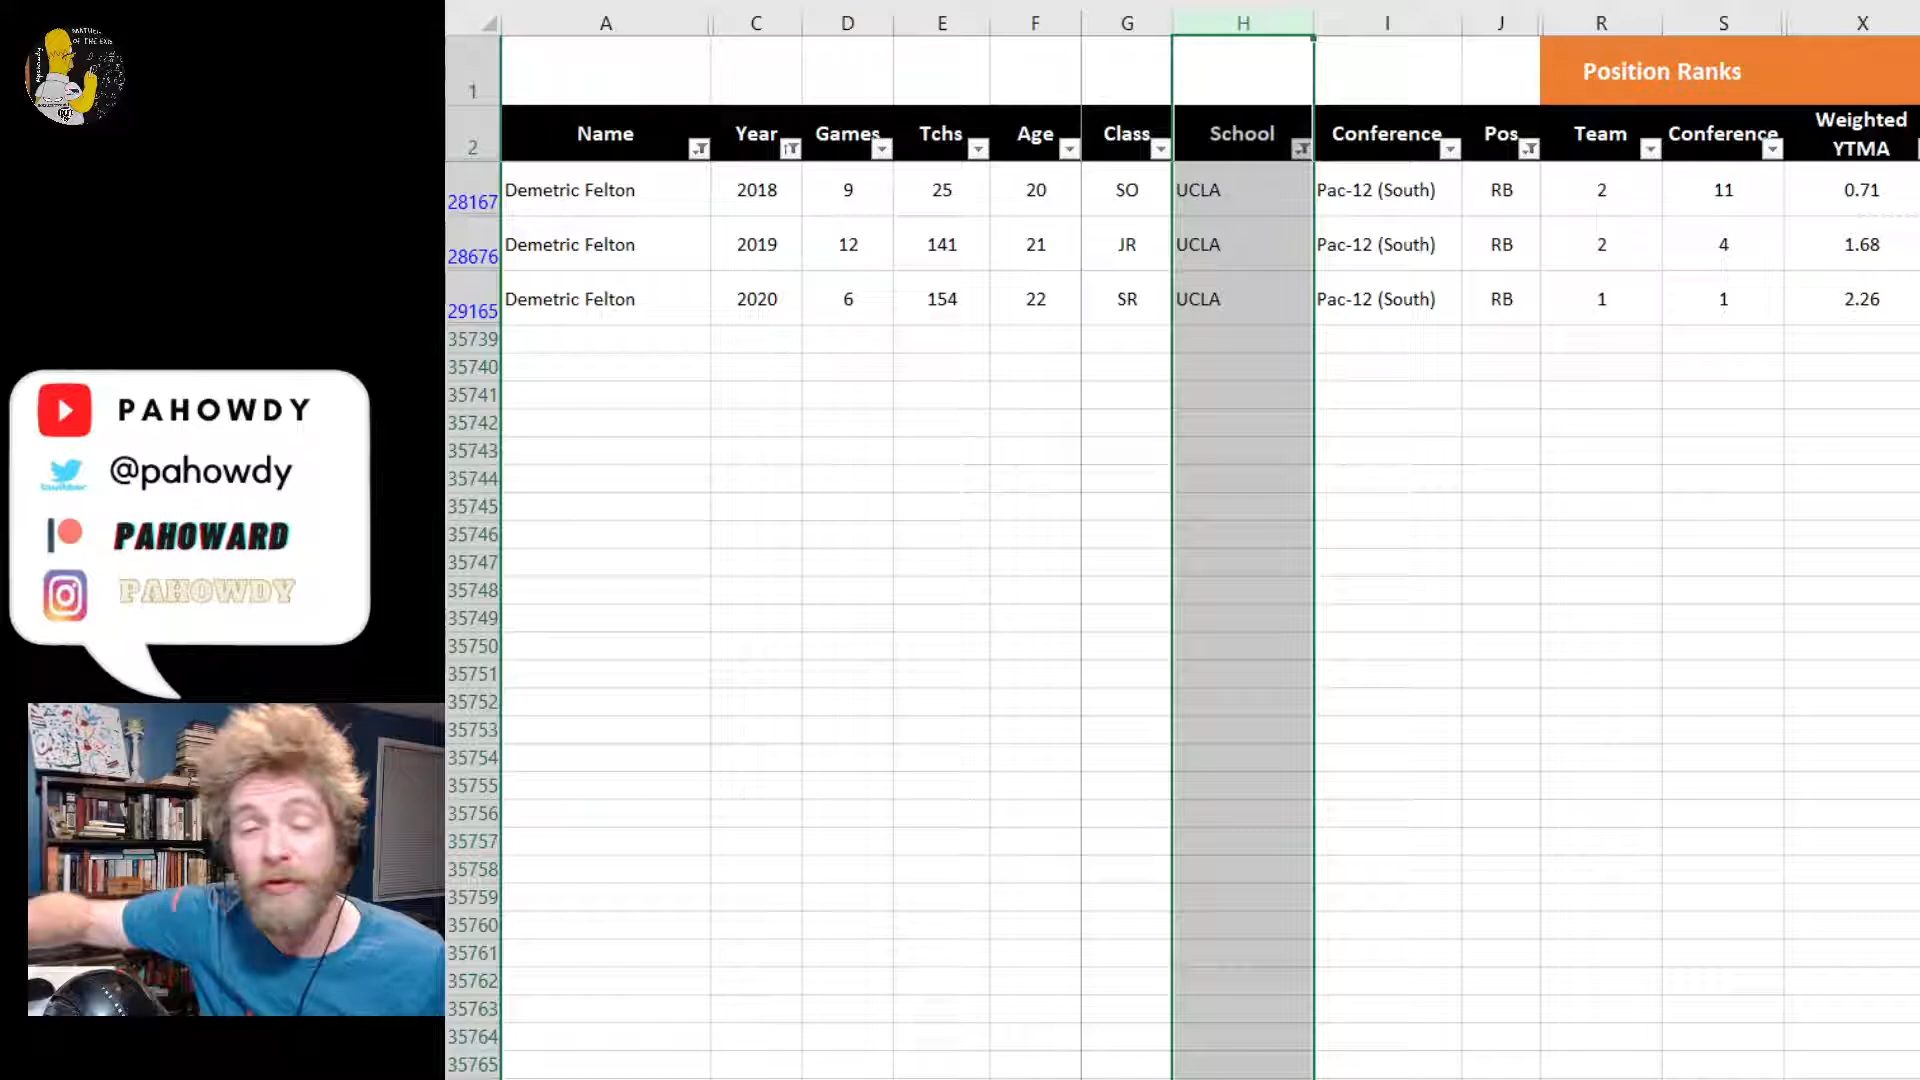 BROTHER
OF THE EXB
A C D E F G H I J R S X
1 Position Ranks
2 Name Year Games Tchs Age Class School Conference Pos Team Conference Weighted YTMA
28167 Demetric Felton 2018 9 25 20 SO UCLA Pac-12 (South) RB 2 11 0.71
28676 Demetric Felton 2019 12 141 21 JR UCLA Pac-12 (South) RB 2 4 1.68
29165 Demetric Felton 2020 6 154 22 SR UCLA Pac-12 (South) RB 1 1 2.26
35739
35740
35741
35742
35743
35744
35745
35746
35747
35748
35749
35750
35751
35752
35753
35754
35755
35756
35757
35758
35759
35760
35761
35762
35763
35764
35765
PAHOWDY
@pahowdy
PAHOWARD
PAHOWDY